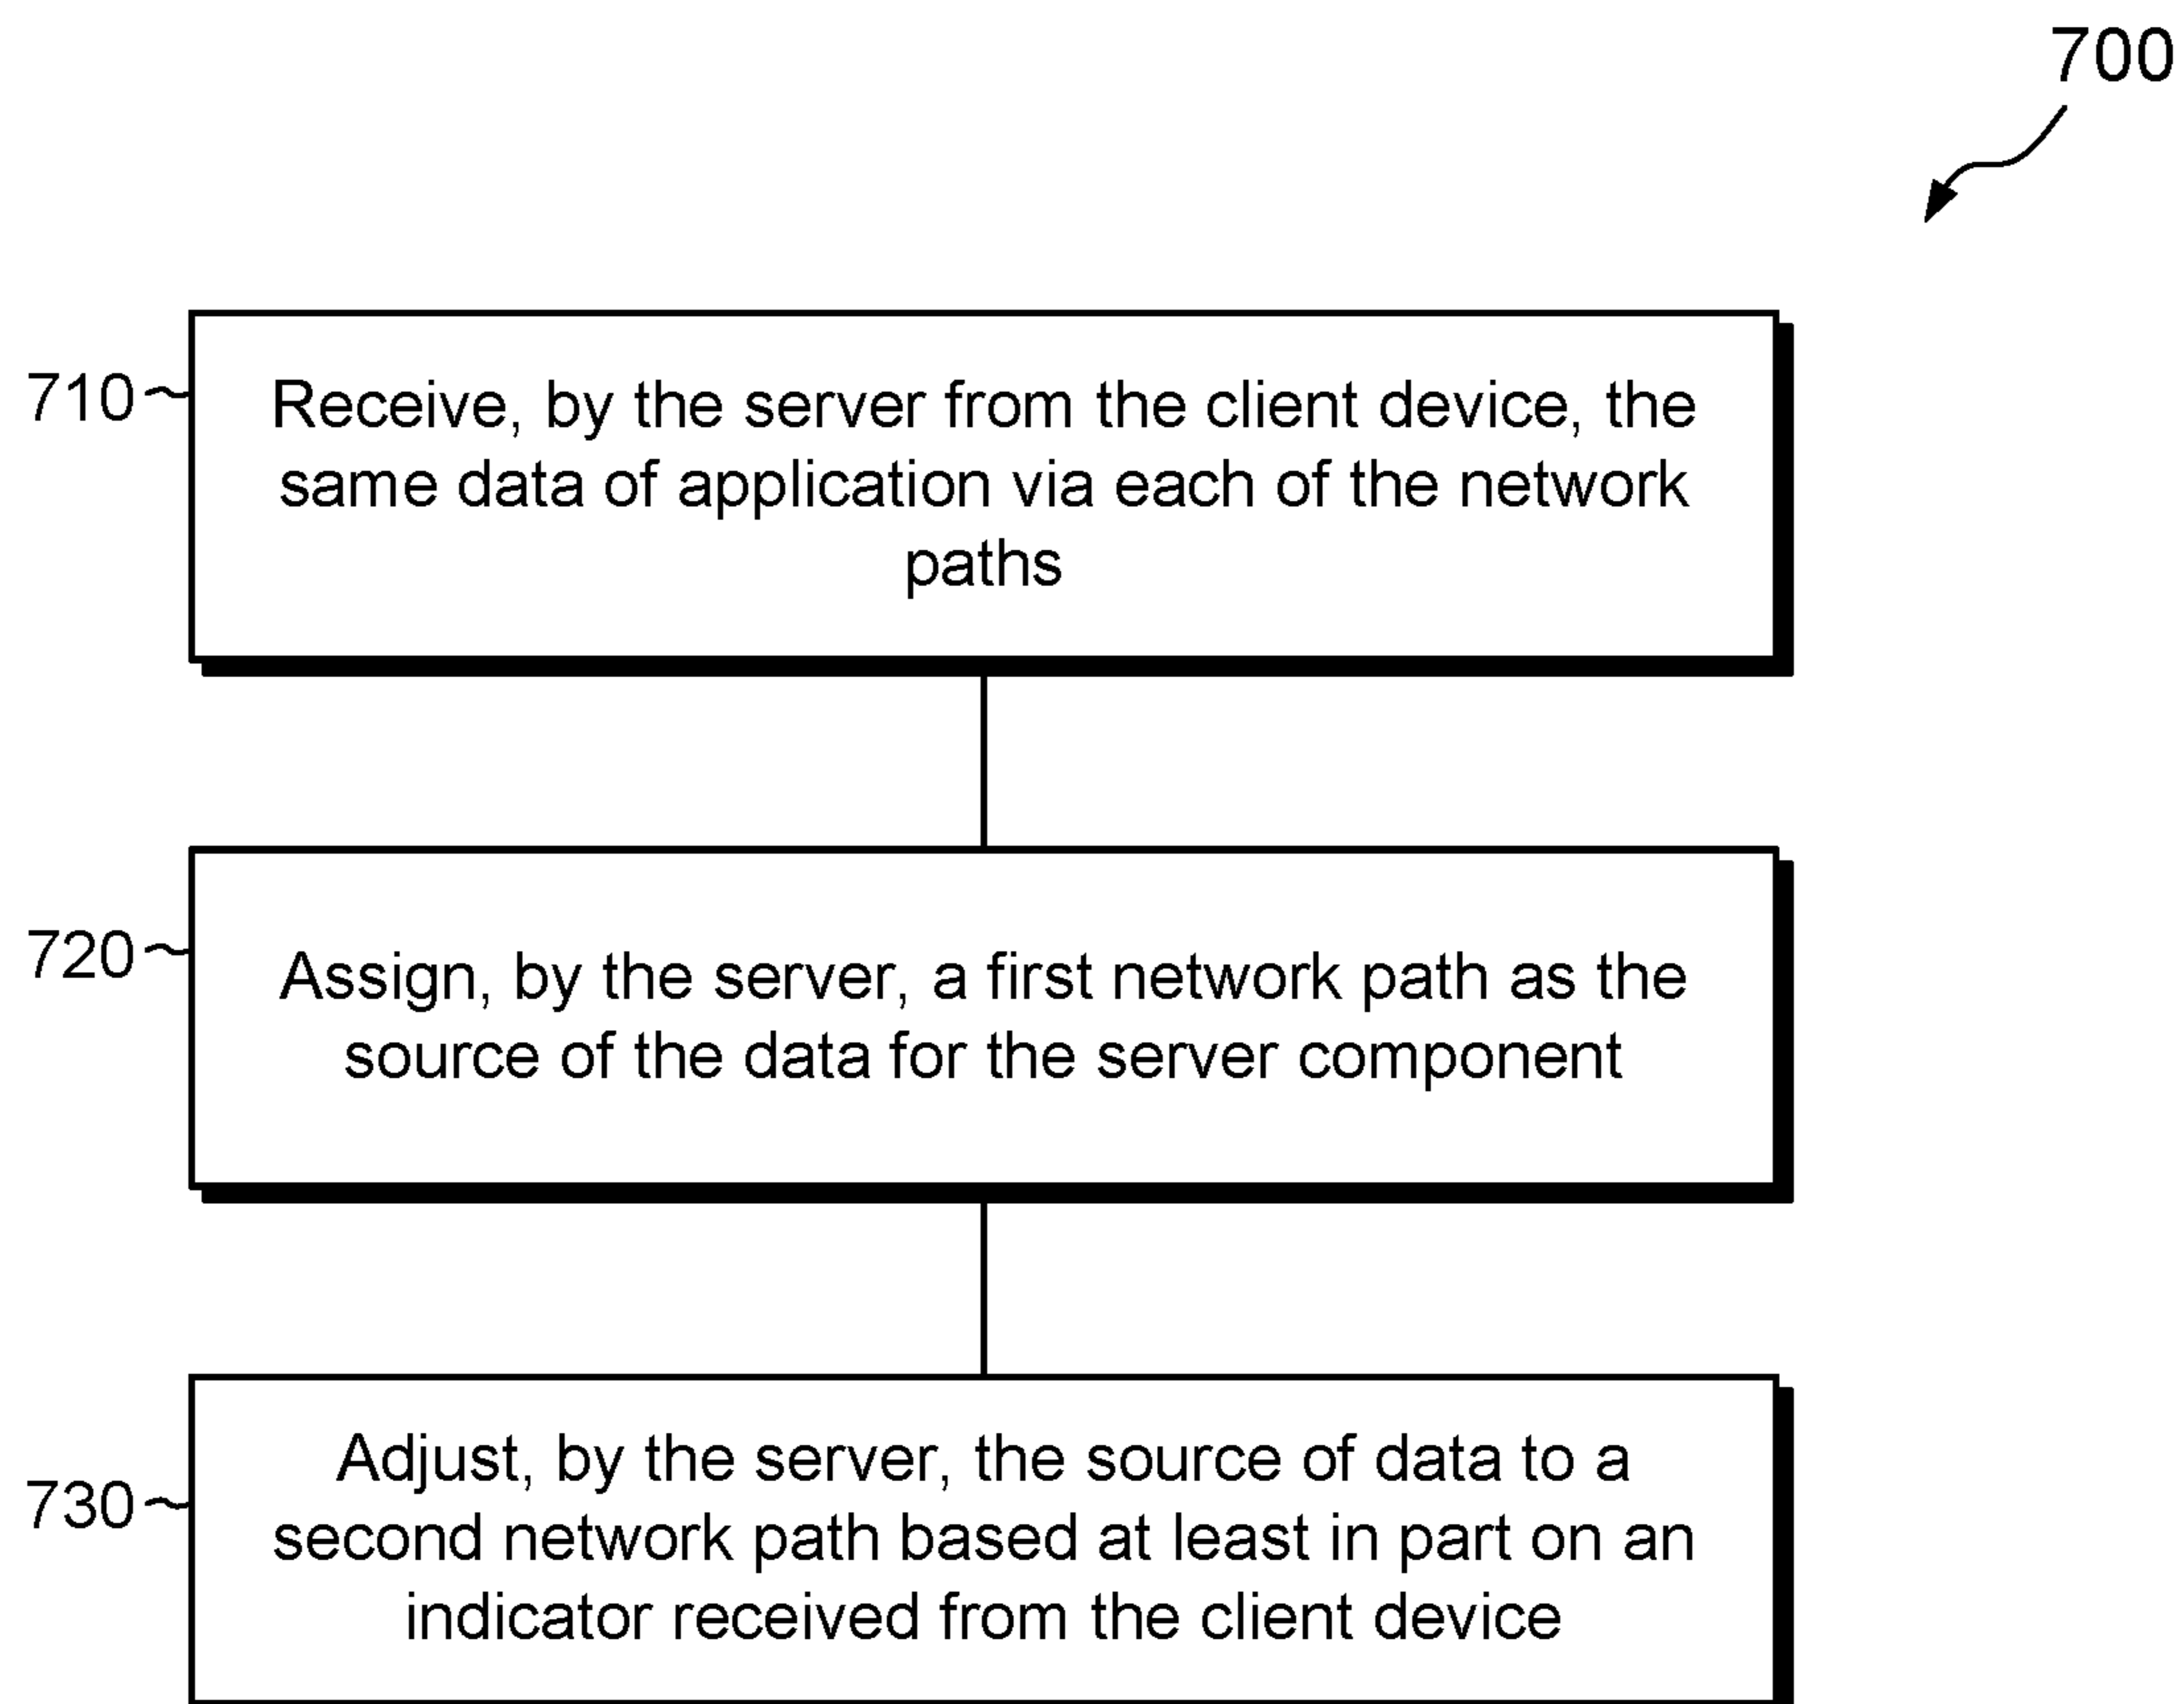 700
710
Receive, by the server from the client device, the
same data of application via each of the network
paths
720
Assign, by the server, a first network path as the
source of the data for the server component
730
Adjust, by the server, the source of data to a
second network path based at least in part on an
indicator received from the client device